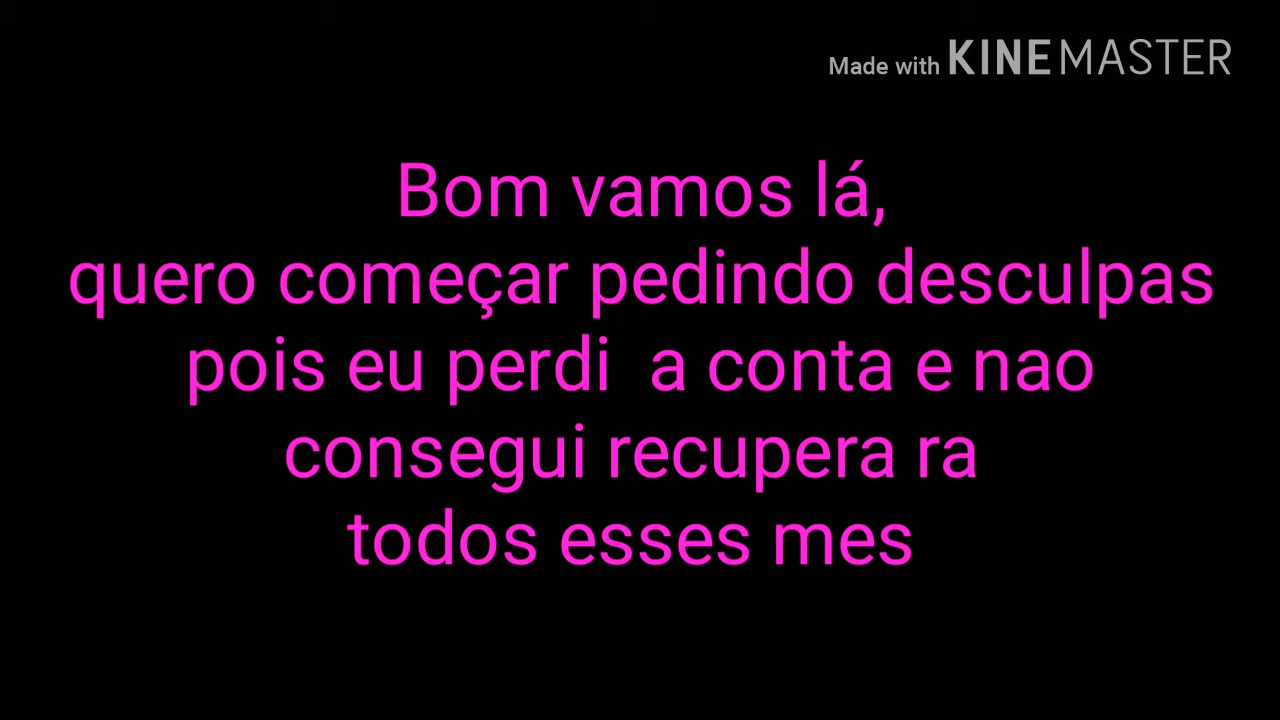 Made with KINEMASTER
Bom vamos lá,
quero começar pedindo desculpas
pois eu perdi  a conta e nao
consegui recupera ra
todos esses mes